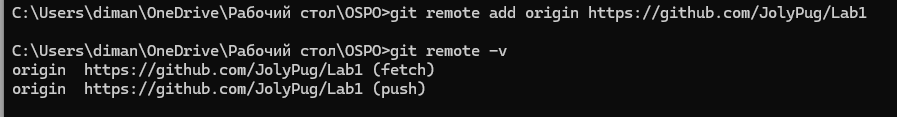 C:\Users\diman\OneDrive\Рабочий стол\OSPO>git remote add origin https://github.com/JolyPug/Lab1
C:\Users\diman\OneDrive\Рабочий стол\OSPO>git remote -v
origin  https://github.com/JolyPug/Lab1 (fetch)
origin  https://github.com/JolyPug/Lab1 (push)